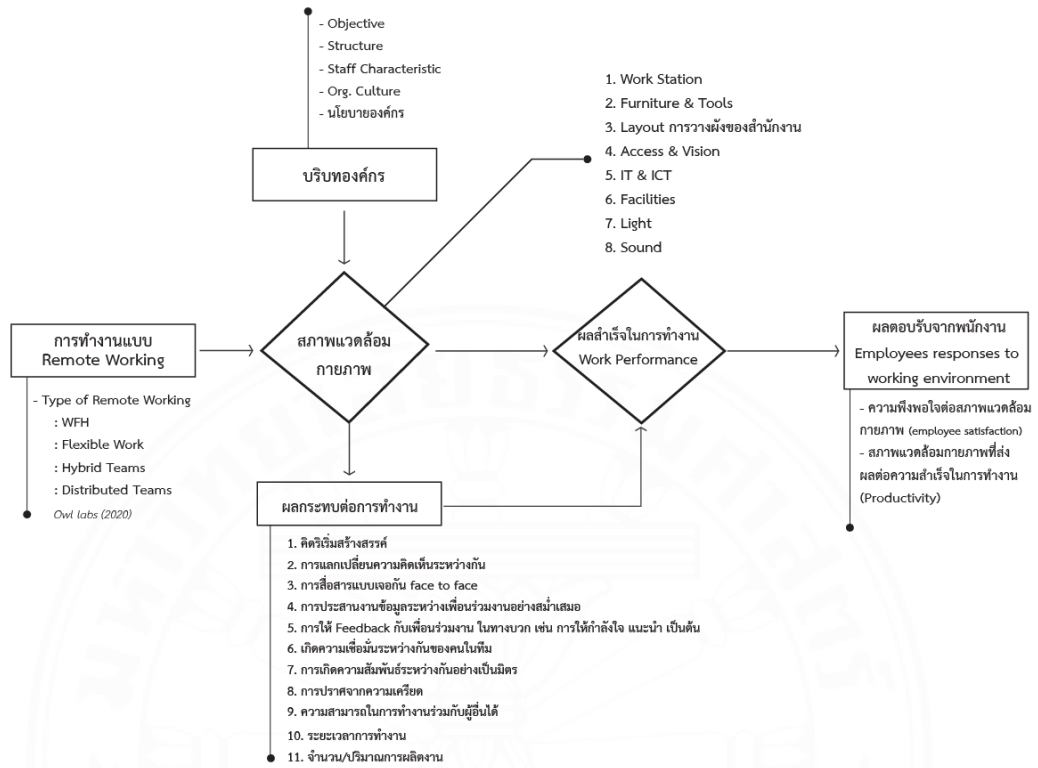 - Objective
- Structure
- Staff Characteristic
- Org. Culture
- นโยบายองค์กร
บริบทองค์กร
1. Work Station
2. Furniture & Tools
3. Layout การวางผังของสำนักงาน
4. Access & Vision
5. IT & ICT
6. Facilities
7. Light
8. Sound
การทำงานแบบ
Remote Working
- Type of Remote Working
: WFH
: Flexible Work
: Hybrid Teams
: Distributed Teams
Owl labs (2020)
สภาพแวดล้อม
กายภาพ
ผลสำเร็จในการทำงาน
Work Performance
ผลตอบรับจากพนักงาน
Employees responses to
working environment
- ความพึงพอใจต่อสภาพแวดล้อม
กายภาพ (employee satisfaction)
- สภาพแวดล้อมกายภาพที่ส่ง
ผลต่อความสำเร็จในการทำงาน
(Productivity)
ผลกระทบต่อการทำงาน
1. คิดริเริ่มสร้างสรรค์
2. การแลกเปลี่ยนความคิดเห็นระหว่างกัน
3. การสื่อสารแบบเจอกัน face to face
4. การประสานงานข้อมูลระหว่างเพื่อนร่วมงานอย่างสม่ำเสมอ
5. การให้ Feedback กับเพื่อนร่วมงาน ในทางบวก เช่น การให้กำลังใจ แนะนำ เป็นต้น
6. เกิดความเชื่อมั่นระหว่างกันของคนในทีม
7. การเกิดความสัมพันธ์ระหว่างกันอย่างเป็นมิตร
8. การปราศจากความเครียด
9. ความสามารถในการทำงานร่วมกับผู้อื่นได้
10. ระยะเวลาการทำงาน
11. จำนวน/ปริมาณการผลิตงาน